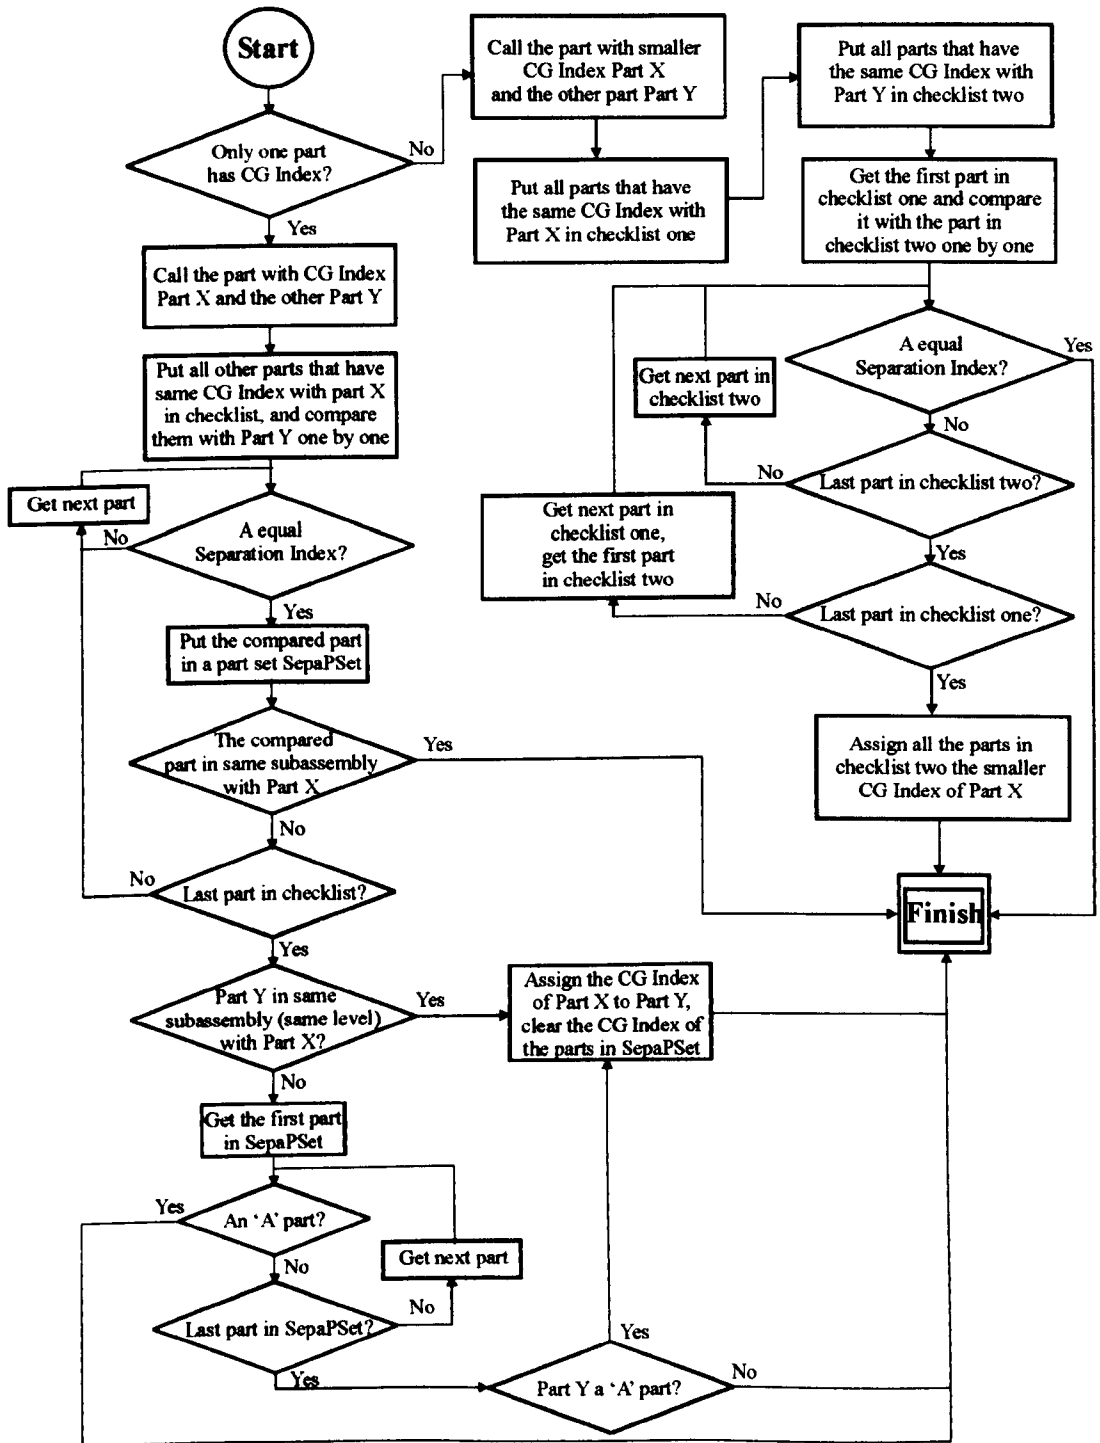 Start
Only one part
has CG Index?
No
Yes
Call the part with smaller
CG Index Part X
and the other part Part Y
Put all parts that have
the same CG Index with
Part X in checklist one
Put all parts that have
the same CG Index with
Part Y in checklist two
Get the first part in
checklist one and compare
it with the part in
checklist two one by one
A equal
Separation Index?
Yes
No
Get next part in
checklist two
Last part in checklist two?
No
Yes
Get next part in
checklist one,
get the first part
in checklist two
Last part in checklist one?
No
Yes
Assign all the parts in
checklist two the smaller
CG Index of Part X
Finish
Call the part with CG Index
Part X and the other Part Y
Put all other parts that have
same CG Index with part X
in checklist, and compare
them with Part Y one by one
Get next part
A equal
Separation Index?
No
Yes
Put the compared part
in a part set SepaPSet
The compared
part in same subassembly
with Part X
Yes
No
Last part in checklist?
No
Yes
Part Y in same
subassembly (same level)
with Part X?
Yes
No
Assign the CG Index
of Part X to Part Y,
clear the CG Index of
the parts in SepaPSet
Get the first part
in SepaPSet
An ‘A’ part?
Yes
No
Get next part
Last part in SepaPSet?
No
Yes
Part Y a ‘A’ part?
Yes
No